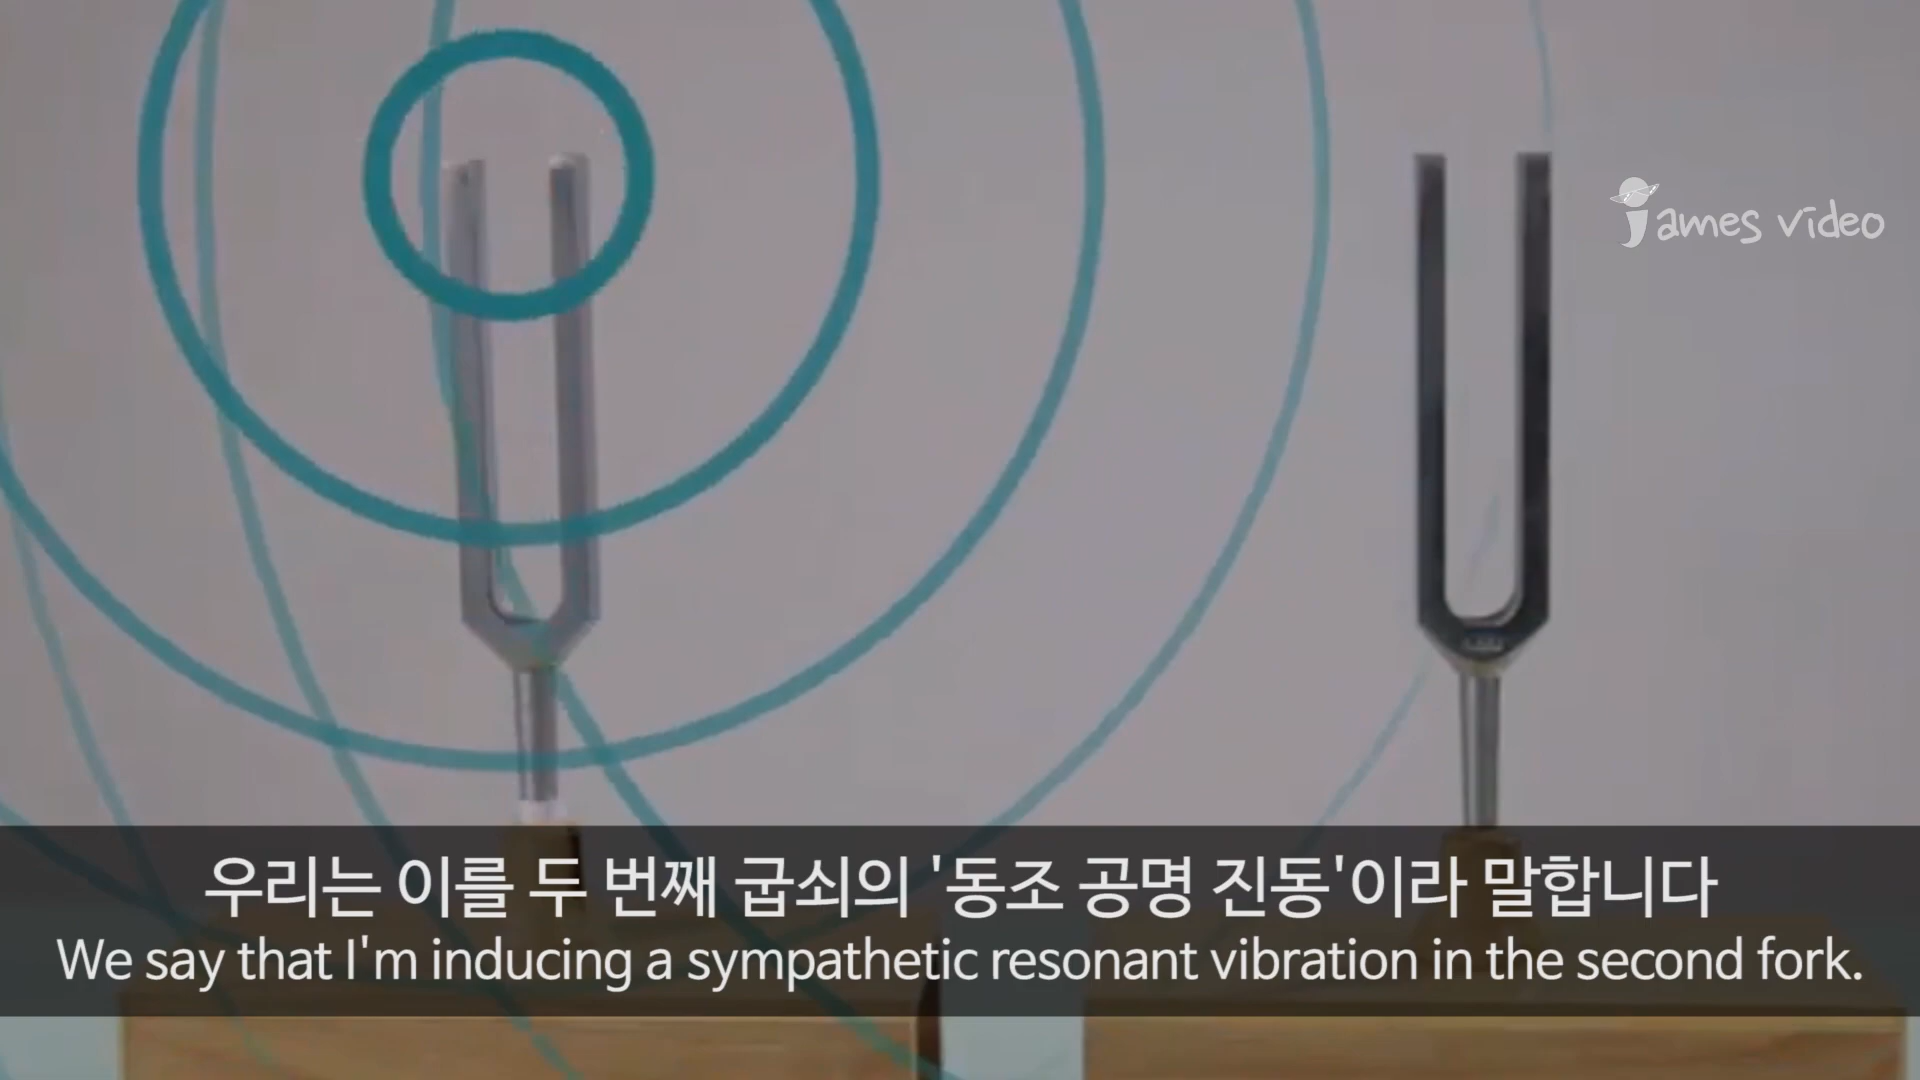 james video
우리는 이를 두 번째 굽쇠의 '동조 공명 진동'이라 말합니다
We say that I'm inducing a sympathetic resonant vibration in the second fork.